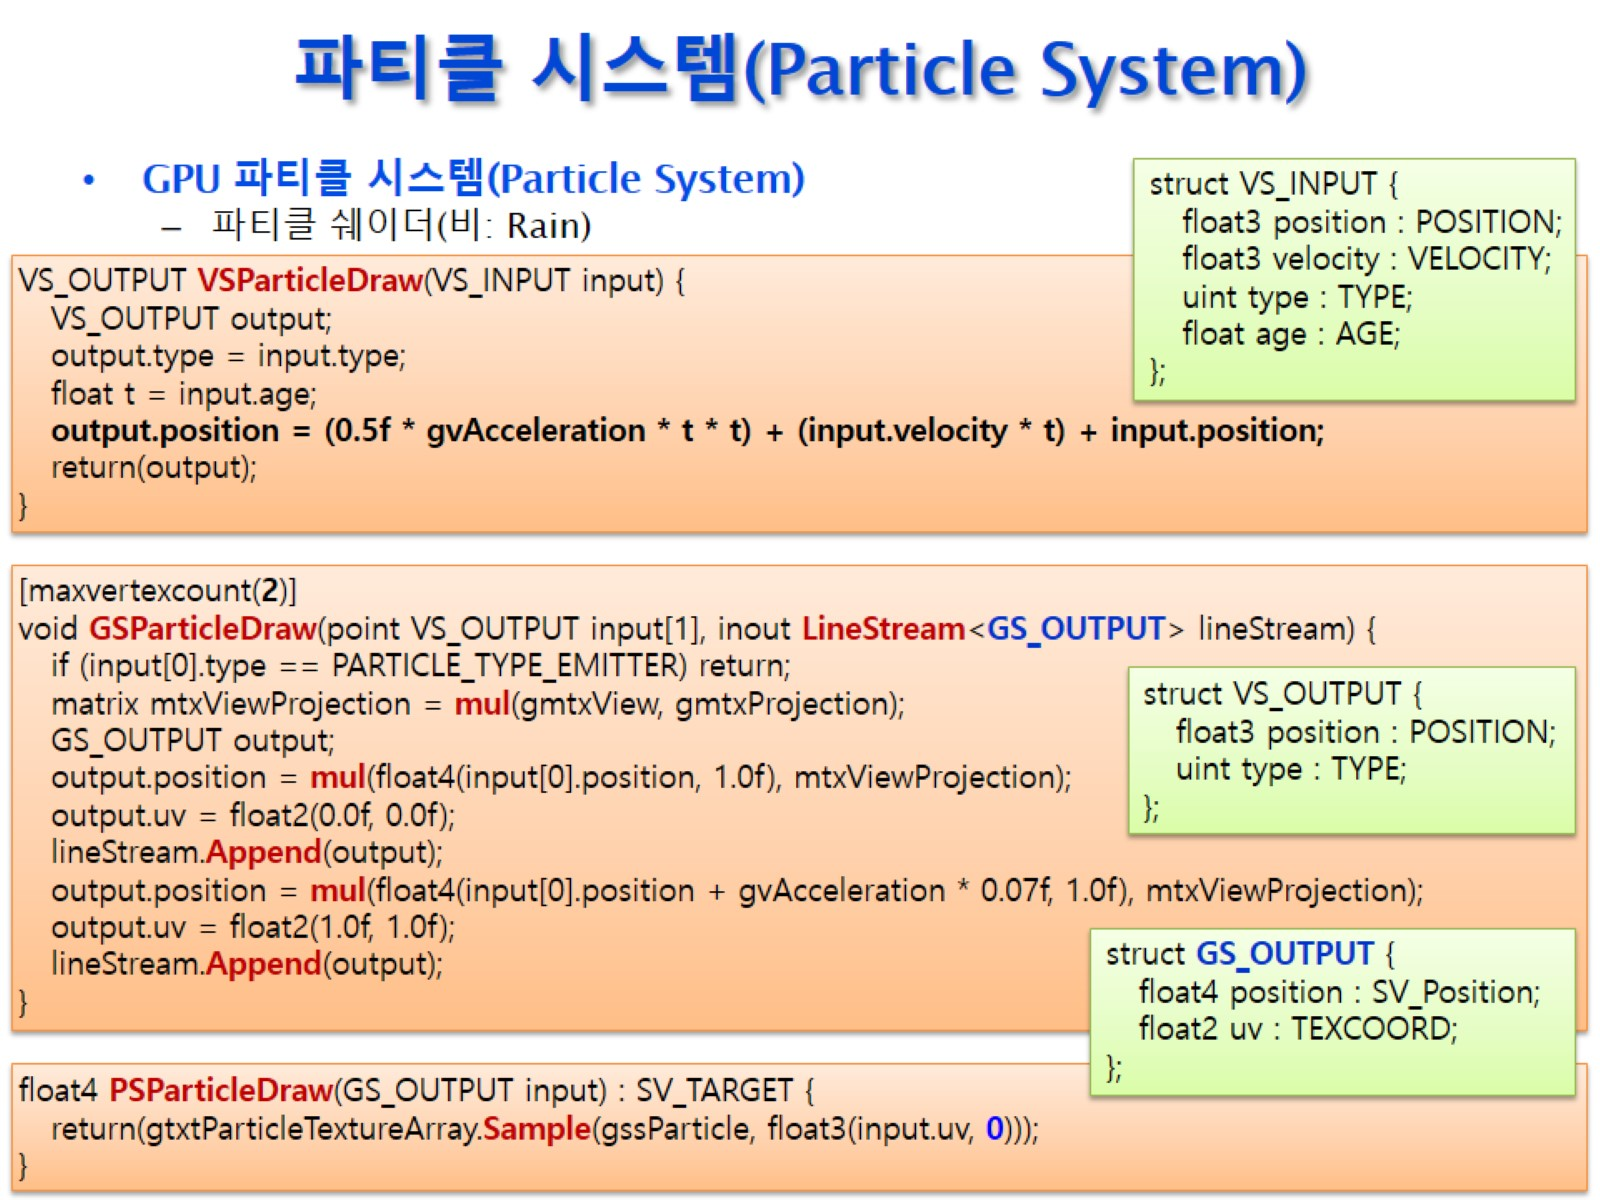 파티클 시스템(Particle System)
• GPU 파티클 시스템(Particle System)
– 파티클 쉐이더(비: Rain)
struct VS_INPUT {
float3 position : POSITION;
float3 velocity : VELOCITY;
uint type : TYPE;
float age : AGE;
};
VS_OUTPUT VSParticleDraw(VS_INPUT input) {
VS_OUTPUT output;
output.type = input.type;
float t = input.age;
output.position = (0.5f * gvAcceleration * t * t) + (input.velocity * t) + input.position;
return(output);
}
[maxvertexcount(2)]
void GSParticleDraw(point VS_OUTPUT input[1], inout LineStream<GS_OUTPUT> lineStream) {
if (input[0].type == PARTICLE_TYPE_EMITTER) return;
matrix mtxViewProjection = mul(gmtxView, gmtxProjection);
GS_OUTPUT output;
output.position = mul(float4(input[0].position, 1.0f), mtxViewProjection);
output.uv = float2(0.0f, 0.0f);
lineStream.Append(output);
output.position = mul(float4(input[0].position + gvAcceleration * 0.07f, 1.0f), mtxViewProjection);
output.uv = float2(1.0f, 1.0f);
lineStream.Append(output);
}
struct VS_OUTPUT {
float3 position : POSITION;
uint type : TYPE;
};
struct GS_OUTPUT {
float4 position : SV_Position;
float2 uv : TEXCOORD;
};
float4 PSParticleDraw(GS_OUTPUT input) : SV_TARGET {
return(gtxtParticleTextureArray.Sample(gssParticle, float3(input.uv, 0)));
}